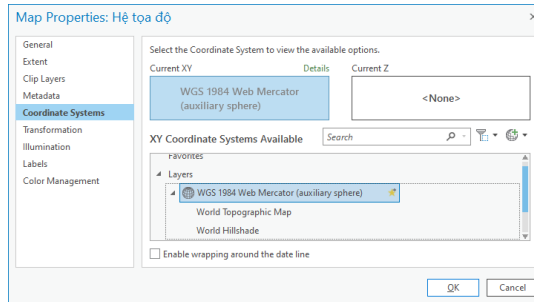 Map Properties: Hệ tọa độ
General
Extent
Clip Layers
Metadata
Coordinate Systems
Transformation
Illumination
Labels
Color Management
Select the Coordinate System to view the available options.
Current XY Details Current Z
WGS 1984 Web Mercator
(auxiliary sphere)
<None>
XY Coordinate Systems Available Search
Favorites
Layers
WGS 1984 Web Mercator (auxiliary sphere)
World Topographic Map
World Hillshade
Enable wrapping around the date line
OK Cancel